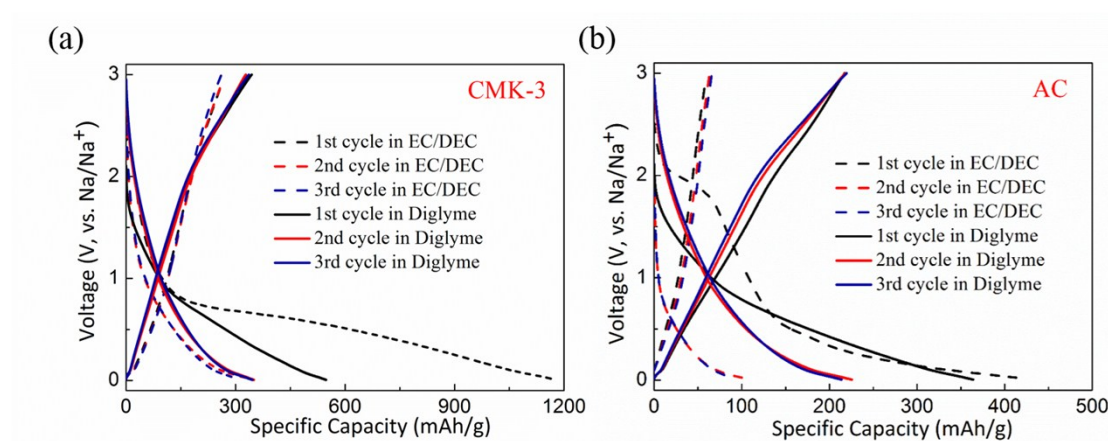 (a)
CMK-3
1st cycle in EC/DEC
2nd cycle in EC/DEC
3rd cycle in EC/DEC
1st cycle in Diglyme
2nd cycle in Diglyme
3rd cycle in Diglyme
Voltage (V, vs. Na/Na⁺)
3
2
1
0
0 300 600 900 1200
Specific Capacity (mAh/g)
(b)
AC
1st cycle in EC/DEC
2nd cycle in EC/DEC
3rd cycle in EC/DEC
1st cycle in Diglyme
2nd cycle in Diglyme
3rd cycle in Diglyme
Voltage (V, vs. Na/Na⁺)
3
2
1
0
0 100 200 300 400 500
Specific Capacity (mAh/g)